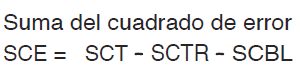 Suma del cuadrado de error
SCE = SCT - SCTR - SCBL